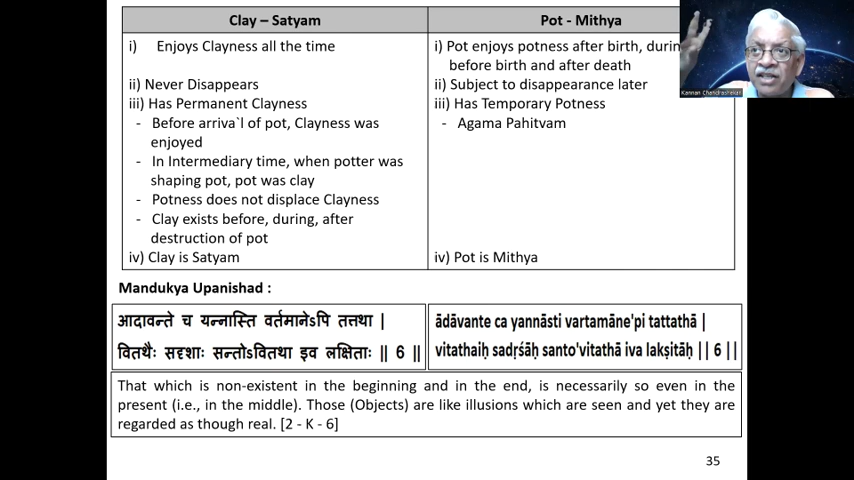 Clay – Satyam
Pot - Mithya
i) Enjoys Clayness all the time
ii) Never Disappears
iii) Has Permanent Clayness
- Before arriva`l of pot, Clayness was
enjoyed
- In Intermediary time, when potter was
shaping pot, pot was clay
- Potness does not displace Clayness
- Clay exists before, during, after
destruction of pot
iv) Clay is Satyam
i) Pot enjoys potness after birth,
before birth and after death
ii) Subject to disappearance later
iii) Has Temporary Potness
- Agama Pahitvam
iv) Pot is Mithya
Mandukya Upanishad :
आदावन्ते च यन्नास्ति वर्तमानेऽपि तत्तथा |
वितथैः सदृशाः सन्तोऽवितथा इव लक्षिताः || 6 ||
ādāvante ca yannāsti vartamāne'pi tattathā |
vitathaiḥ sadṛśāḥ santo'vitathā iva lakṣitāḥ || 6 ||
That which is non-existent in the beginning and in the end, is necessarily so even in the
present (i.e., in the middle). Those (Objects) are like illusions which are seen and yet they are
regarded as though real. [2 - K - 6]
35
Kannan Chandrasekaran